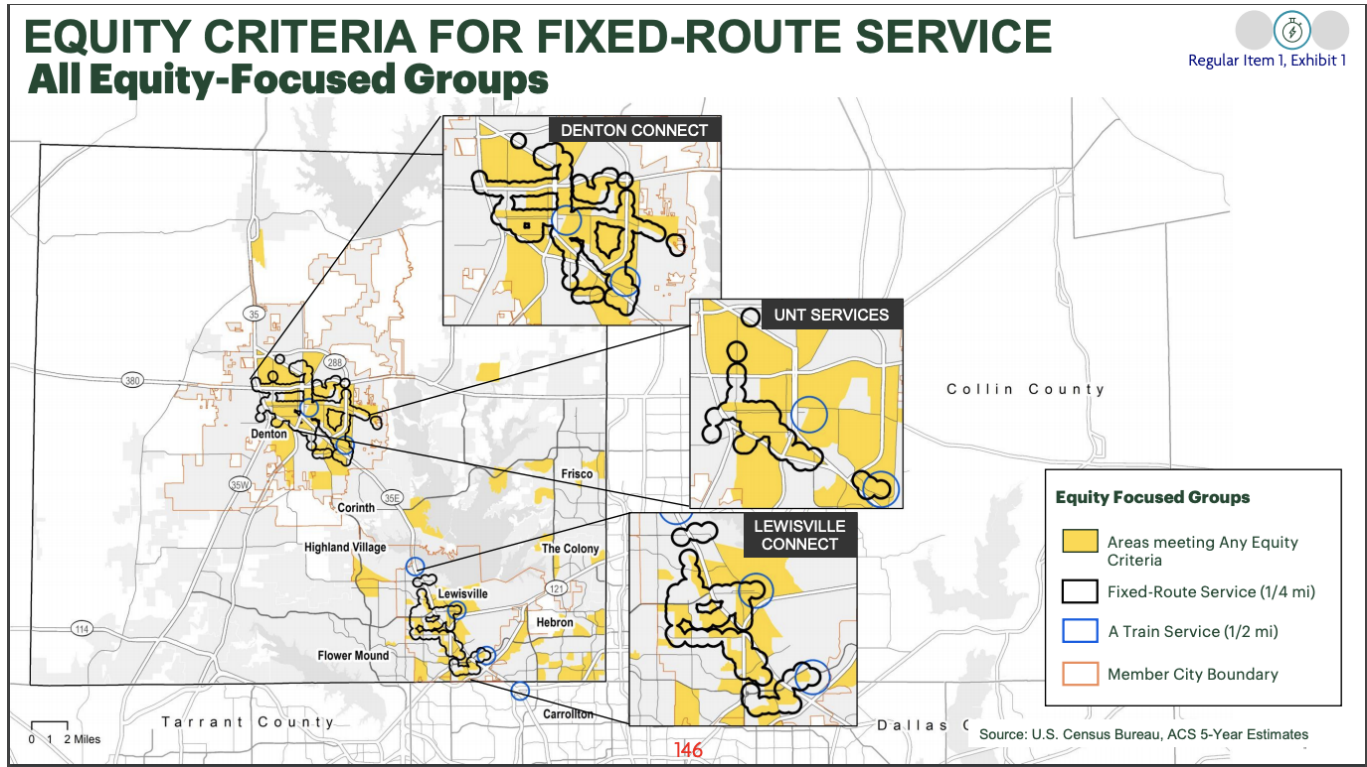 EQUITY CRITERIA FOR FIXED-ROUTE SERVICE
All Equity-Focused Groups
Regular Item 1, Exhibit 1
DENTON CONNECT
UNT SERVICES
LEWISVILLE
CONNECT
35
288
380
Denton
35W
35E
Corinth
Frisco
Highland Village
The Colony
Lewisville
121
Hebron
114
Flower Mound
Carrollton
Collin County
Tarrant County
Dallas C
0 1 2 Miles
Equity Focused Groups
Areas meeting Any Equity
Criteria
Fixed-Route Service (1/4 mi)
A Train Service (1/2 mi)
Member City Boundary
Source: U.S. Census Bureau, ACS 5-Year Estimates
146